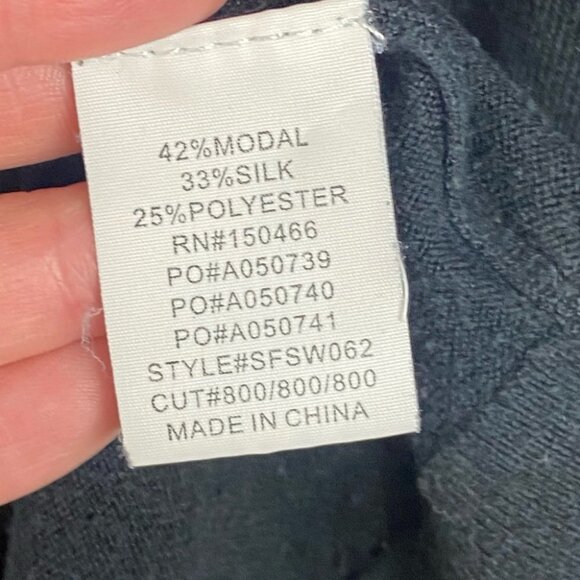 42%MODAL
33%SILK
25%POLYESTER
RN#150466
PO#A050739
PO#A050740
PO#A050741
STYLE#SFSW062
CUT#800/800/800
MADE IN CHINA